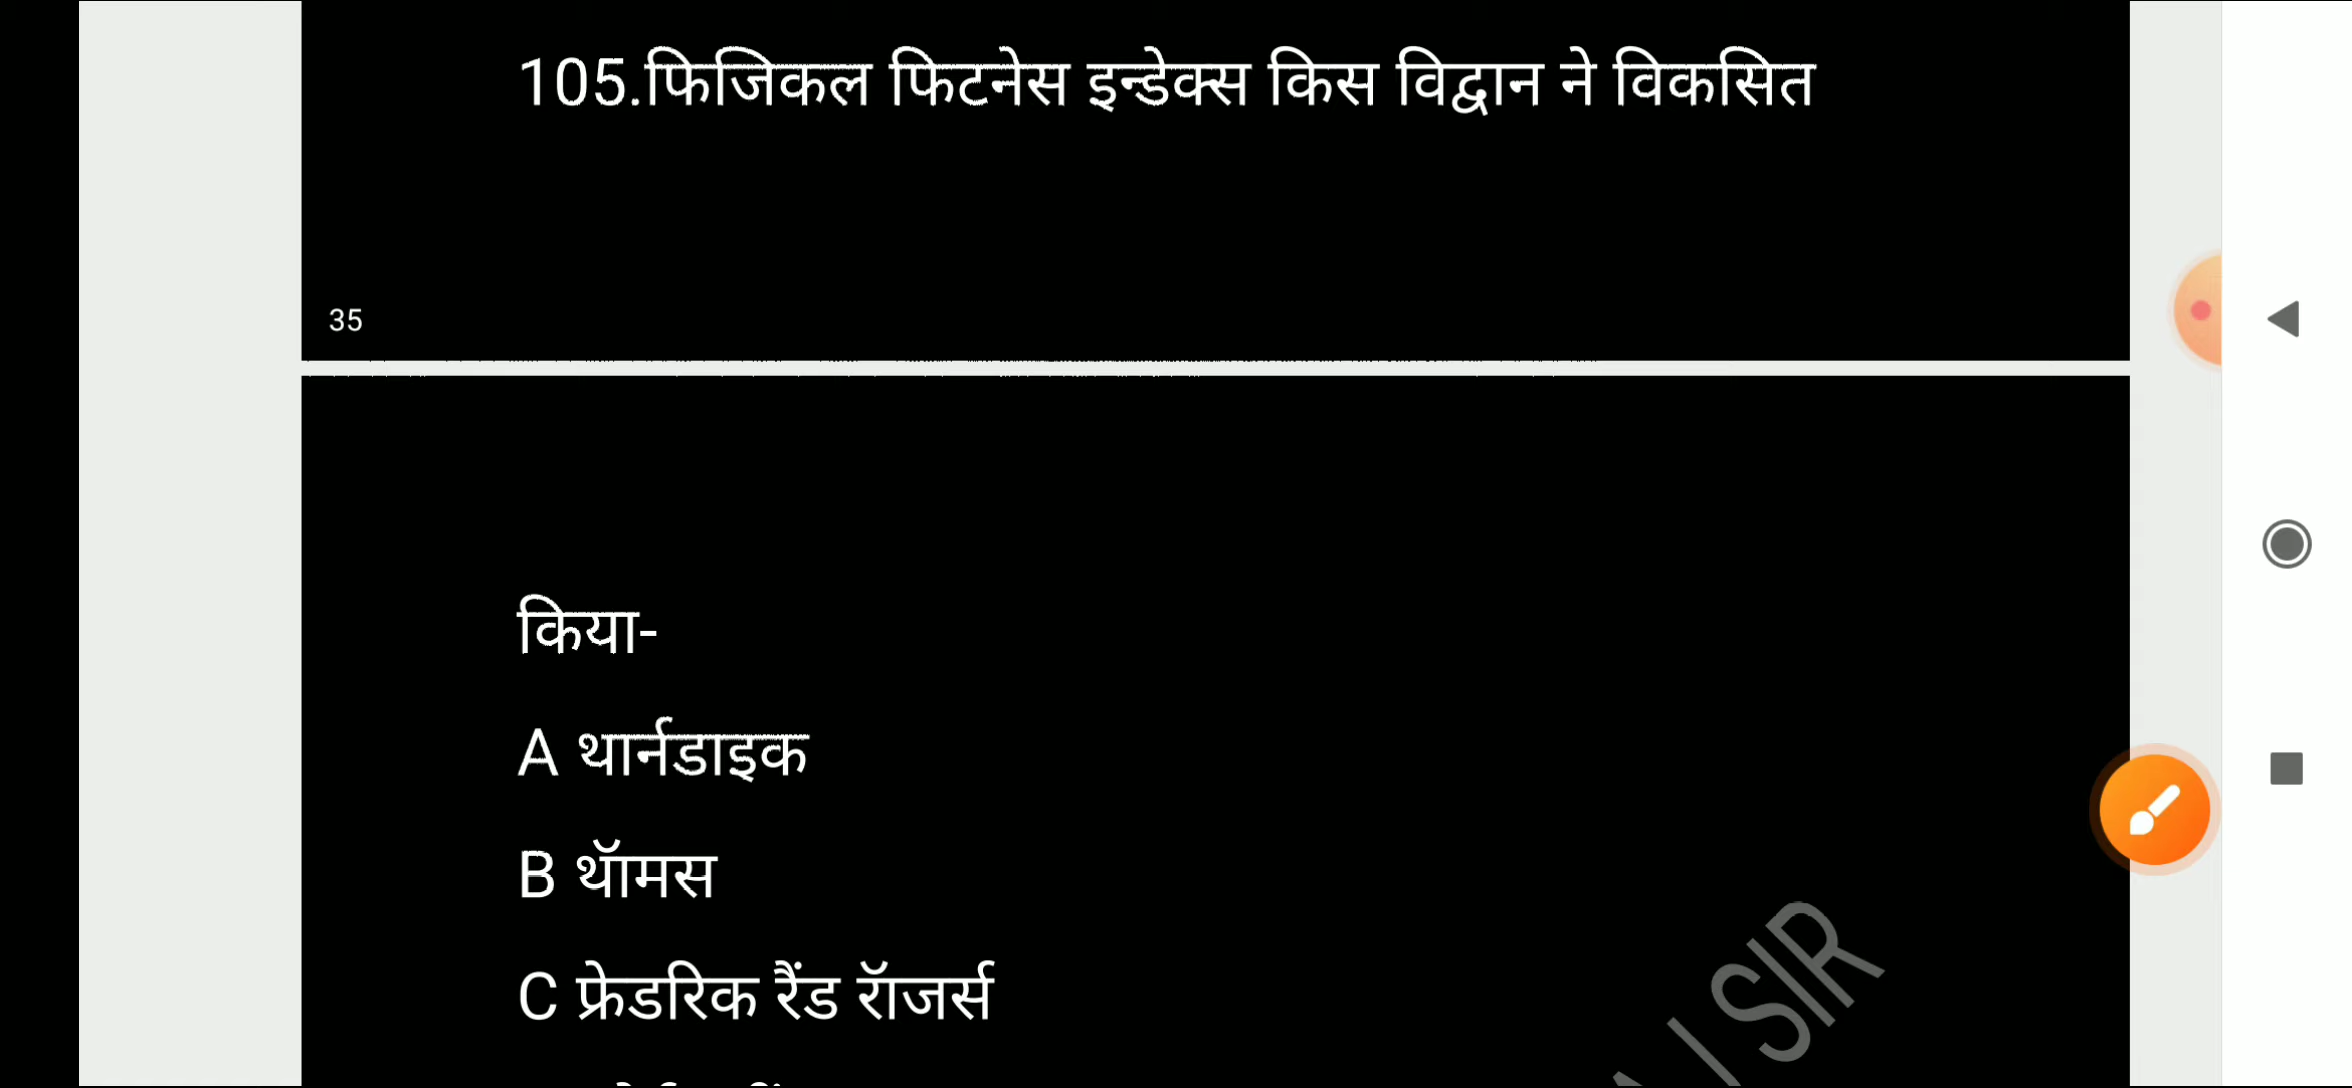 105.फिजिकल फिटनेस इन्डेक्स किस विद्वान ने विकसित
35
किया-
A थार्नडाइक
B थॅामस
C फ्रेडरिक रैंड रॅाजर्स
SIR